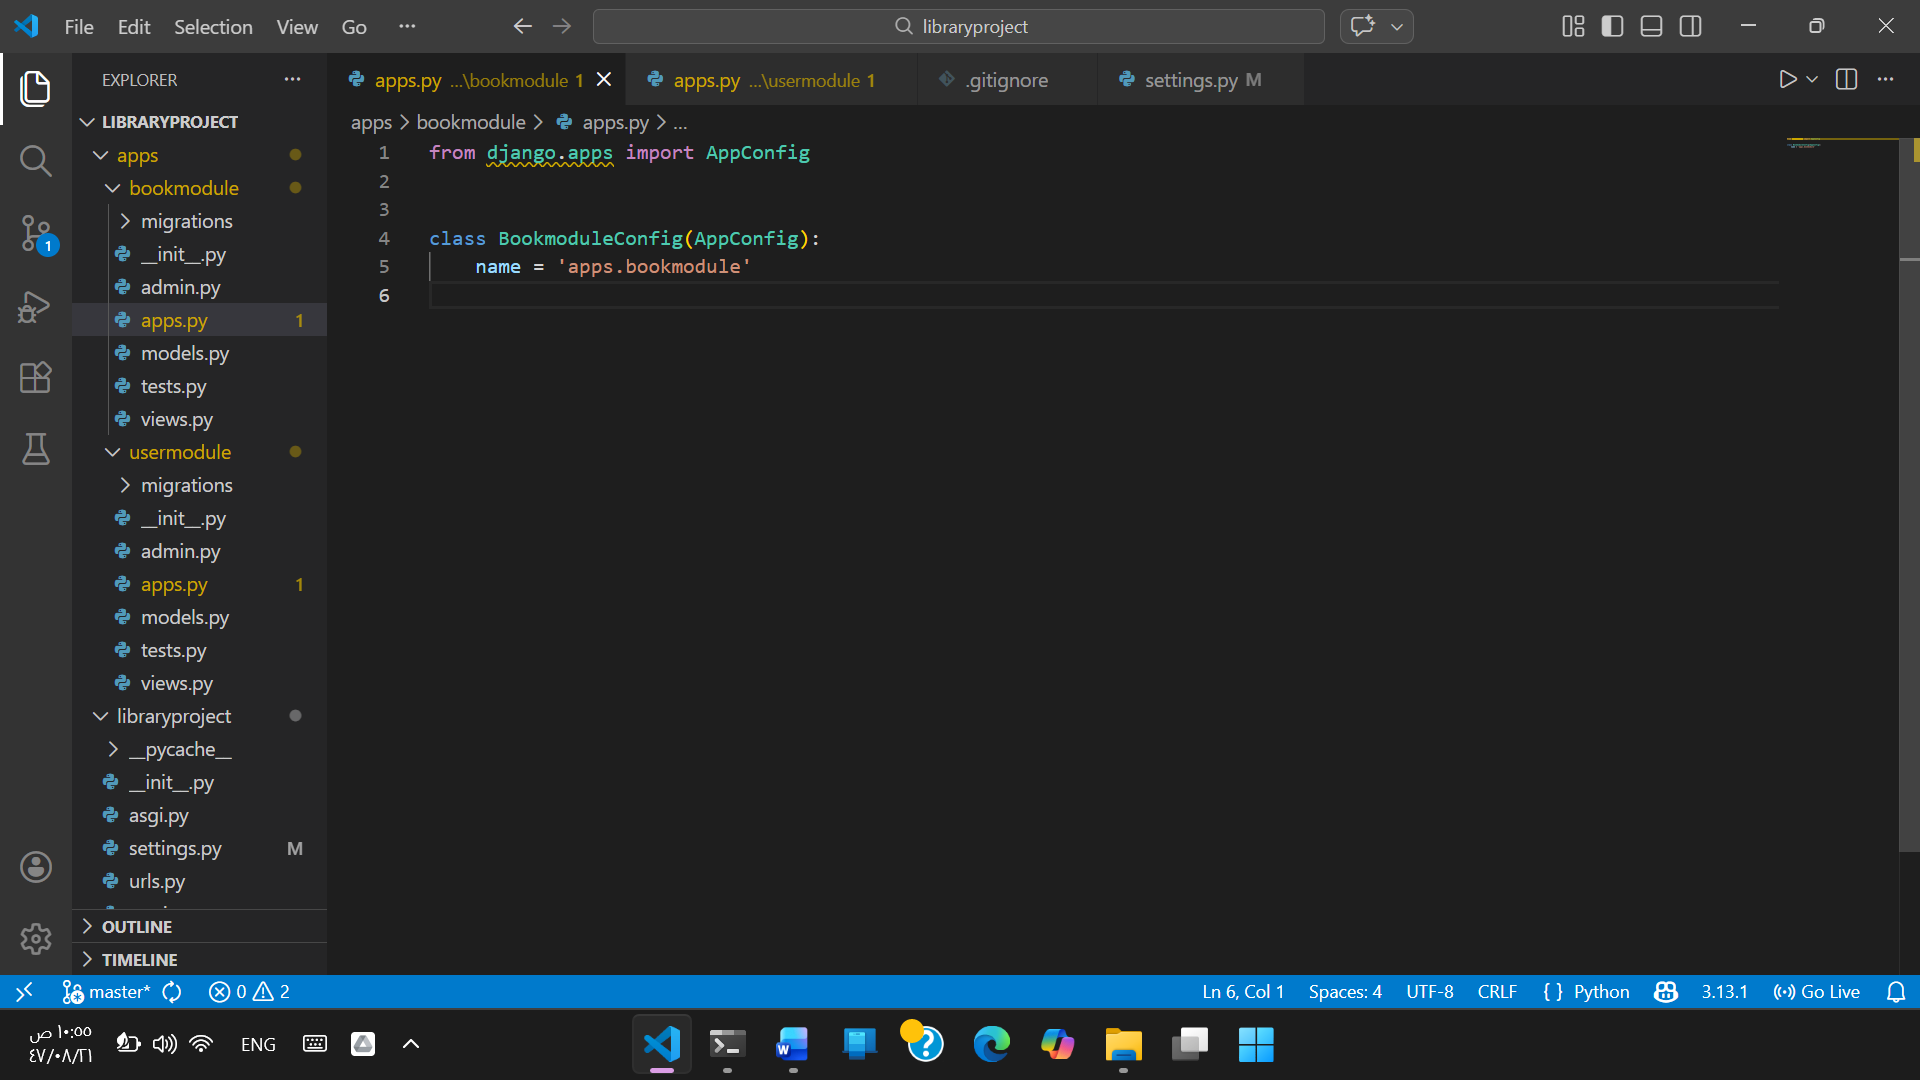 File Edit Selection View Go ···
libraryproject
EXPLORER
LIBRARYPROJECT
apps
bookmodule
migrations
__init__.py
admin.py
apps.py 1
models.py
tests.py
views.py
usermodule
migrations
__init__.py
admin.py
apps.py 1
models.py
tests.py
views.py
libraryproject
__pycache__
__init__.py
asgi.py
settings.py M
urls.py
OUTLINE
TIMELINE
apps.py ...\bookmodule 1
apps.py ...\usermodule 1
.gitignore
settings.py M
apps > bookmodule > apps.py > ...
1 from django.apps import AppConfig
2
3
4 class BookmoduleConfig(AppConfig):
5 name = 'apps.bookmodule'
6
1
master* 0 2
Ln 6, Col 1 Spaces: 4 UTF-8 CRLF { } Python 3.13.1 Go Live
١٠:٥٥ ص
٤٧/٠٨/٢١
ENG